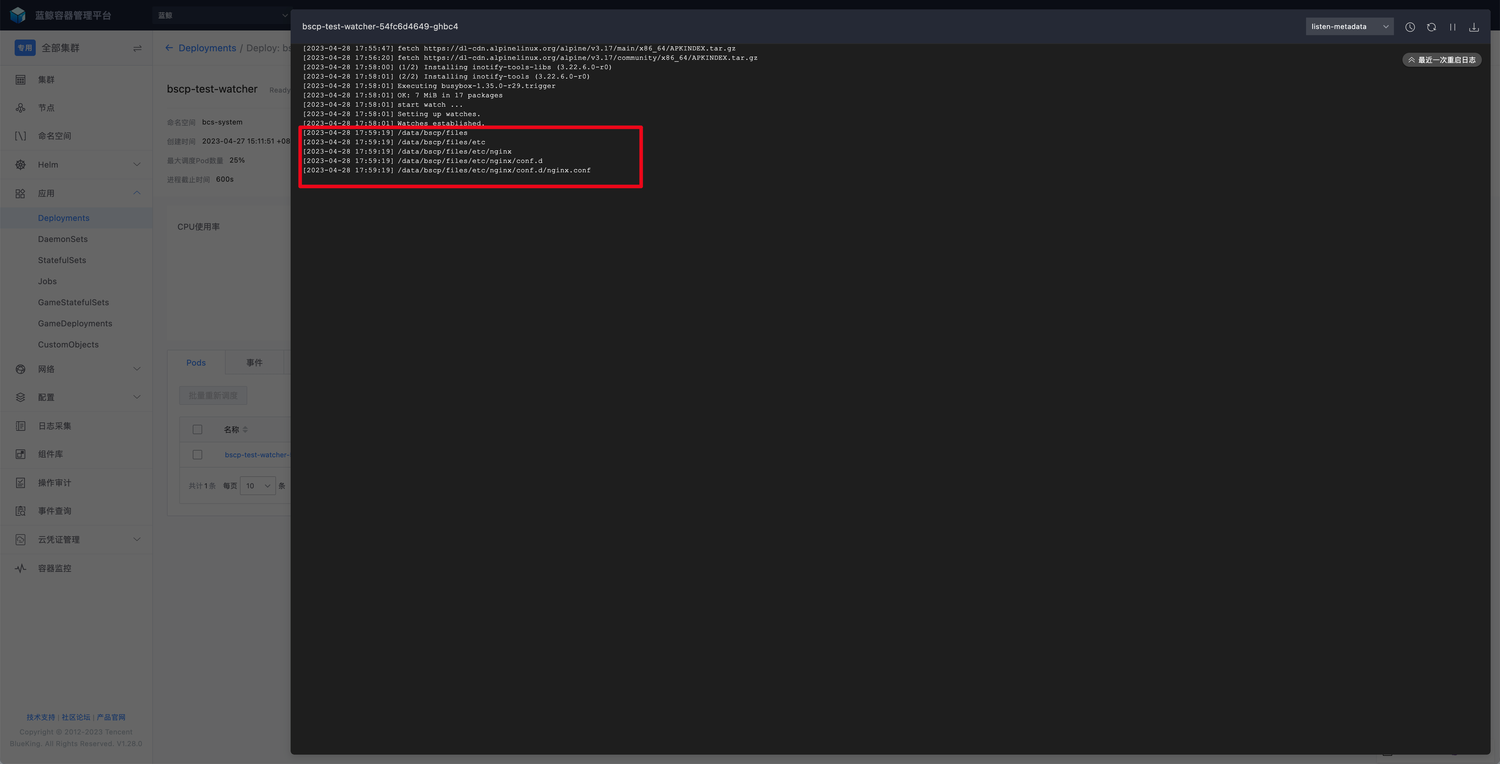 蓝鲸容器管理平台
蓝鲸
专用 全部集群
集群
节点
命名空间
Helm
应用
Deployments
DaemonSets
StatefulSets
Jobs
GameStatefulSets
GameDeployments
CustomObjects
网络
配置
日志采集
组件库
操作审计
事件查询
云凭证管理
容器监控
技术支持 | 社区论坛 | 产品官网
Copyright © 2012-2023 Tencent
BlueKing. All Rights Reserved. V1.28.0
Deployments / Deploy: bs
bscp-test-watcher Ready
命名空间 bcs-system
创建时间 2023-04-27 15:11:51 +08
最大调度Pod数量 25%
进程截止时间 600s
CPU使用率
Pods 事件
批量重新调度
名称
bscp-test-watcher-
共计 1 条 每页 10 条
bscp-test-watcher-54fc6d4649-ghbc4
listen-metadata
最近一次重启日志
[2023-04-28 17:55:47] fetch https://dl-cdn.alpinelinux.org/alpine/v3.17/main/x86_64/APKINDEX.tar.gz
[2023-04-28 17:56:20] fetch https://dl-cdn.alpinelinux.org/alpine/v3.17/community/x86_64/APKINDEX.tar.gz
[2023-04-28 17:58:00] (1/2) Installing inotify-tools-libs (3.22.6.0-r0)
[2023-04-28 17:58:01] (2/2) Installing inotify-tools (3.22.6.0-r0)
[2023-04-28 17:58:01] Executing busybox-1.35.0-r29.trigger
[2023-04-28 17:58:01] OK: 7 MiB in 17 packages
[2023-04-28 17:58:01] start watch ...
[2023-04-28 17:58:01] Setting up watches.
[2023-04-28 17:58:01] Watches established.
[2023-04-28 17:59:19] /data/bscp/files
[2023-04-28 17:59:19] /data/bscp/files/etc
[2023-04-28 17:59:19] /data/bscp/files/etc/nginx
[2023-04-28 17:59:19] /data/bscp/files/etc/nginx/conf.d
[2023-04-28 17:59:19] /data/bscp/files/etc/nginx/conf.d/nginx.conf